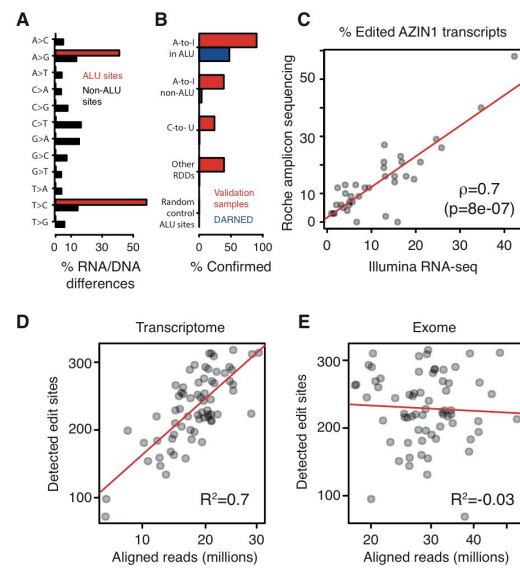 A
A>C
A>G
A>T
C>A
C>G
C>T
G>A
G>C
G>T
T>A
T>C
T>G
ALU sites
Non-ALU
sites
0 10 50
% RNA/DNA
differences
B
A-to-I
in ALU
A-to-I
non-ALU
C-to- U
Other
RDDs
Random
control
ALU sites
Validation
samples
DARNED
0 50 100
% Confirmed
C
% Edited AZIN1 transcripts
Roche amplicon sequencing
50
30
10
0
ρ=0.7
(p=8e-07)
0 10 20 30 40
Illumina RNA-seq
D
Transcriptome
Detected edit sites
300
200
100
R²=0.7
10 20 30
Aligned reads (millions)
E
Exome
Detected edit sites
300
200
100
R²=-0.03
20 30 40
Aligned reads (millions)